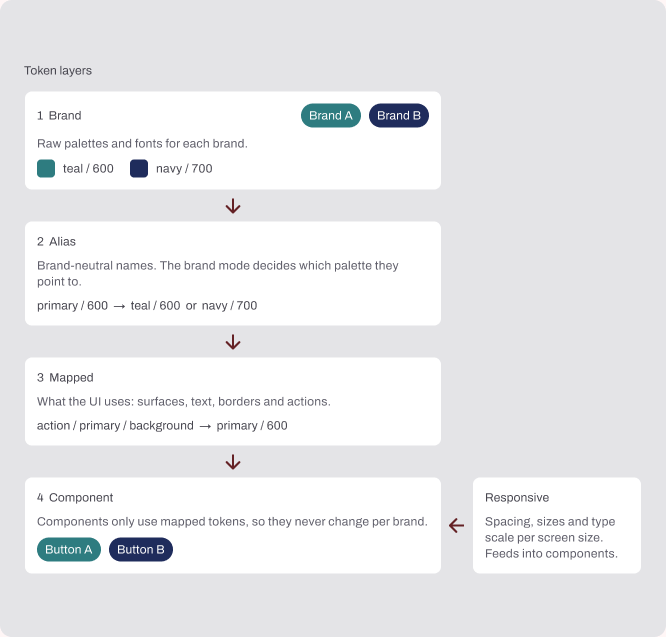 Token layers
1 Brand
Brand A
Brand B
Raw palettes and fonts for each brand.
teal / 600
navy / 700
2 Alias
Brand-neutral names. The brand mode decides which palette they
point to.
primary / 600 → teal / 600 or navy / 700
3 Mapped
What the UI uses: surfaces, text, borders and actions.
action / primary / background → primary / 600
4 Component
Components only use mapped tokens, so they never change per brand.
Button A
Button B
Responsive
Spacing, sizes and type
scale per screen size.
Feeds into components.